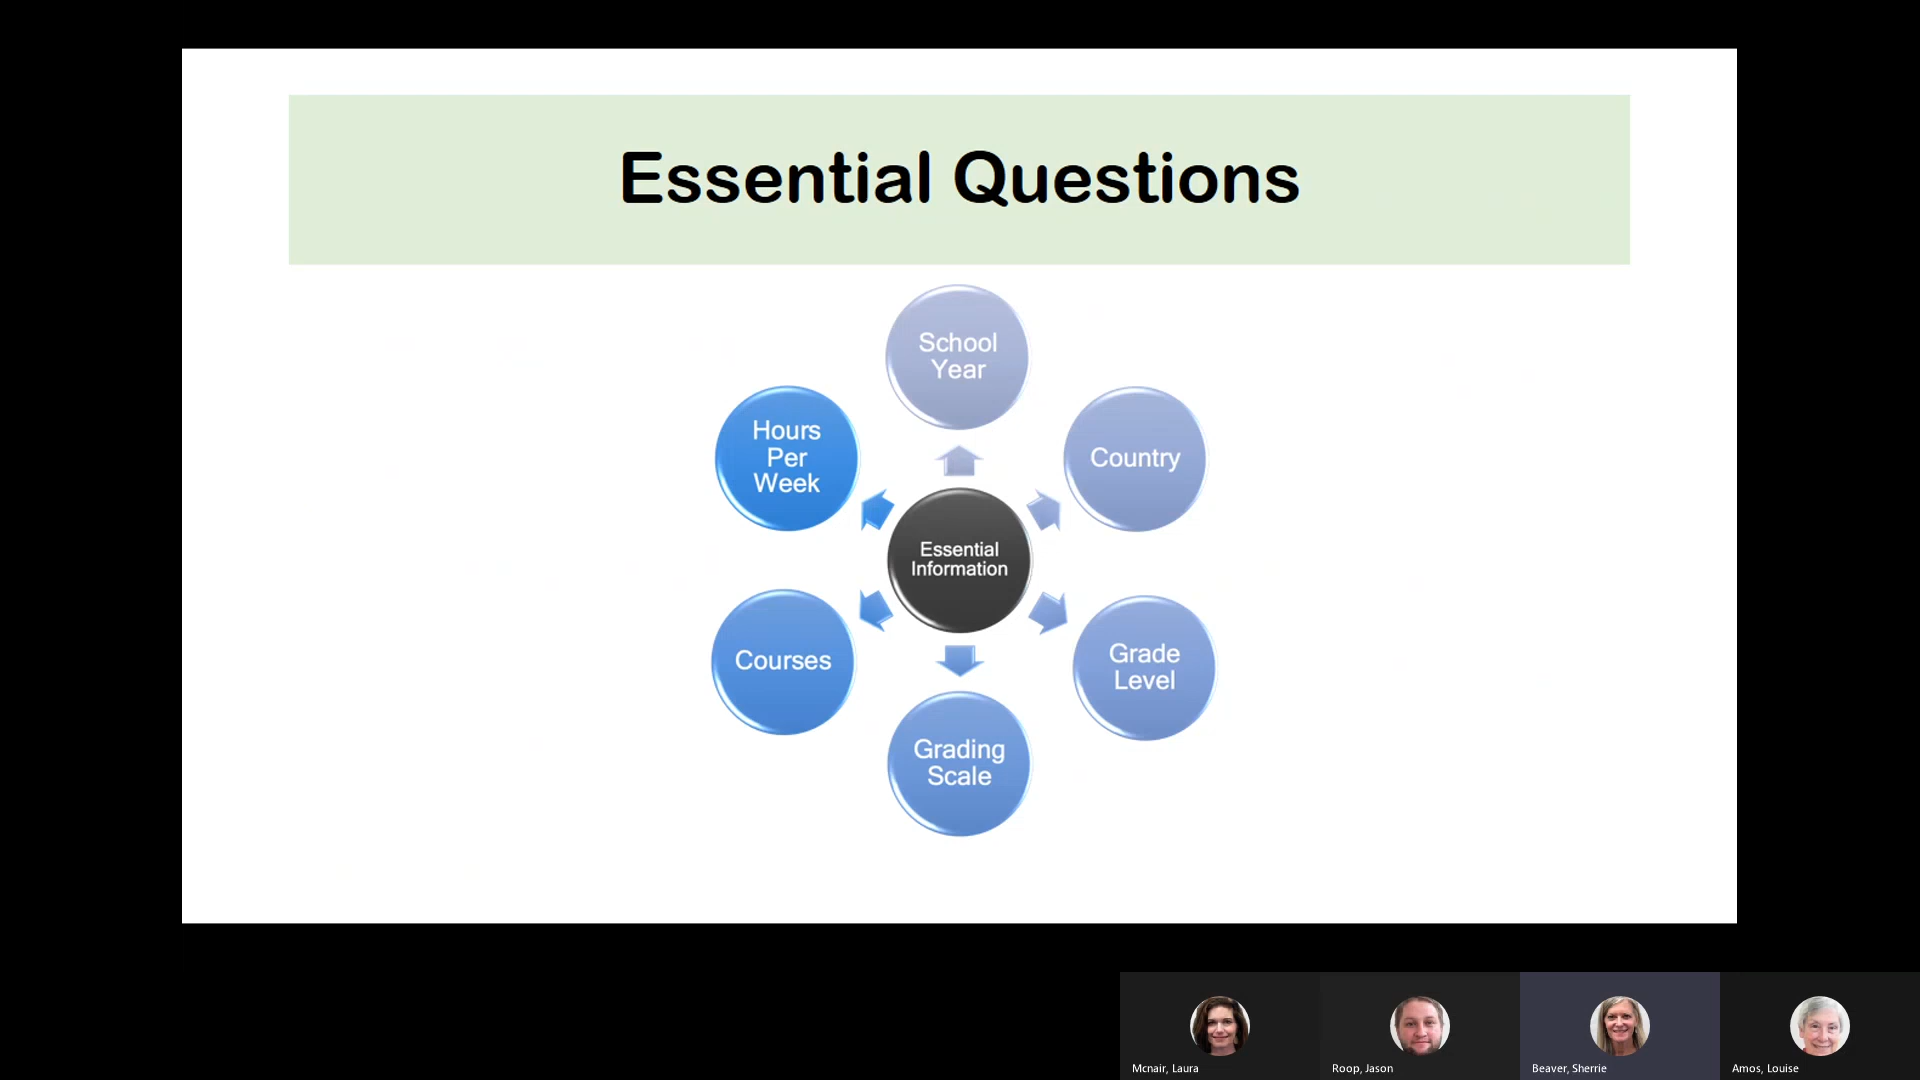 Essential Questions
School
Year
Hours
Per
Week
Country
Essential
Information
Courses
Grade
Level
Grading
Scale
Mcnair, Laura
Roop, Jason
Beaver, Sherrie
Amos, Louise